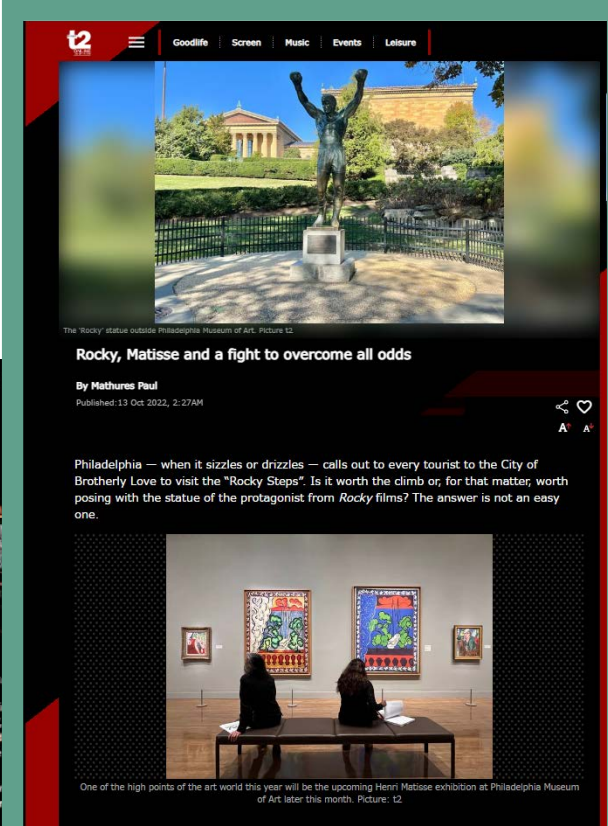 t2
Goodlife
Screen
Music
Events
Leisure
The 'Rocky' statue outside Philadelphia Museum of Art. Picture t2
Rocky, Matisse and a fight to overcome all odds
By Mathures Paul
Published:13 Oct 2022, 2:27AM
A
A
Philadelphia — when it sizzles or drizzles — calls out to every tourist to the City of
Brotherly Love to visit the “Rocky Steps”. Is it worth the climb or, for that matter, worth
posing with the statue of the protagonist from Rocky films? The answer is not an easy
one.
One of the high points of the art world this year will be the upcoming Henri Matisse exhibition at Philadelphia Museum
of Art later this month. Picture: t2